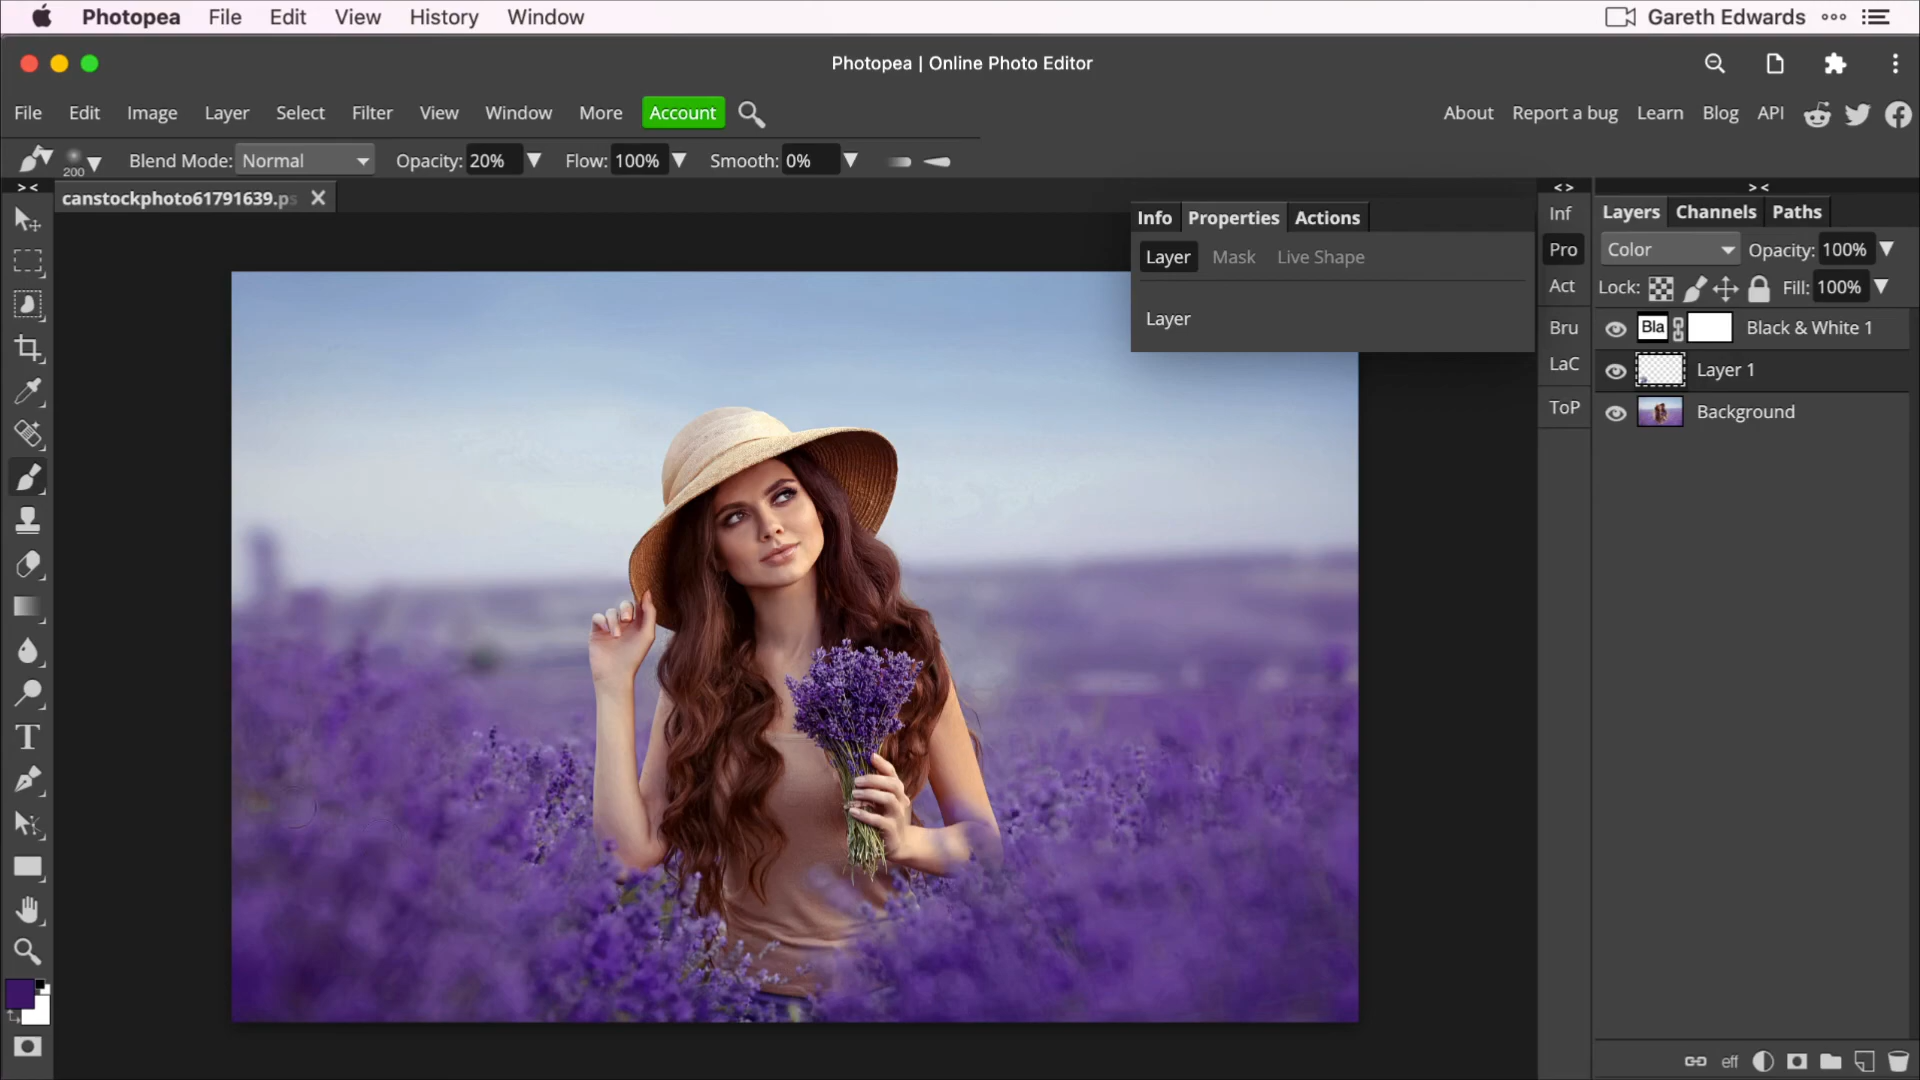 Photopea File Edit View History Window Gareth Edwards
Photopea | Online Photo Editor
File Edit Image Layer Select Filter View Window More Account About Report a bug Learn Blog API
200 Blend Mode: Normal Opacity: 20% Flow: 100% Smooth: 0%
canstockphoto61791639.ps
Info Properties Actions
Layer Mask Live Shape
Layer
Inf
Pro
Act
Bru
LaC
ToP
Layers Channels Paths
Color Opacity: 100%
Lock: Fill: 100%
Bla Black & White 1
Layer 1
Background
eff